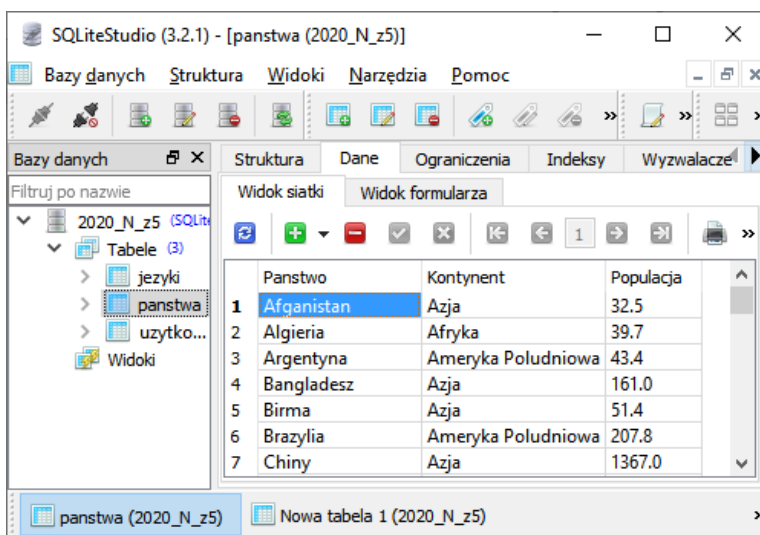 SQLiteStudio (3.2.1) - [panstwa (2020_N_z5)]
Bazy danych Struktura Widoki Narzędzia Pomoc
Bazy danych
Filtruj po nazwie
2020_N_z5 (SQLite
Tabele (3)
jezyki
panstwa
uzytko...
Widoki
Struktura Dane Ograniczenia Indeksy Wyzwalacze
Widok siatki Widok formularza
1
Panstwo Kontynent Populacja
1 Afganistan Azja 32.5
2 Algieria Afryka 39.7
3 Argentyna Ameryka Poludniowa 43.4
4 Bangladesz Azja 161.0
5 Birma Azja 51.4
6 Brazylia Ameryka Poludniowa 207.8
7 Chiny Azja 1367.0
panstwa (2020_N_z5) Nowa tabela 1 (2020_N_z5)